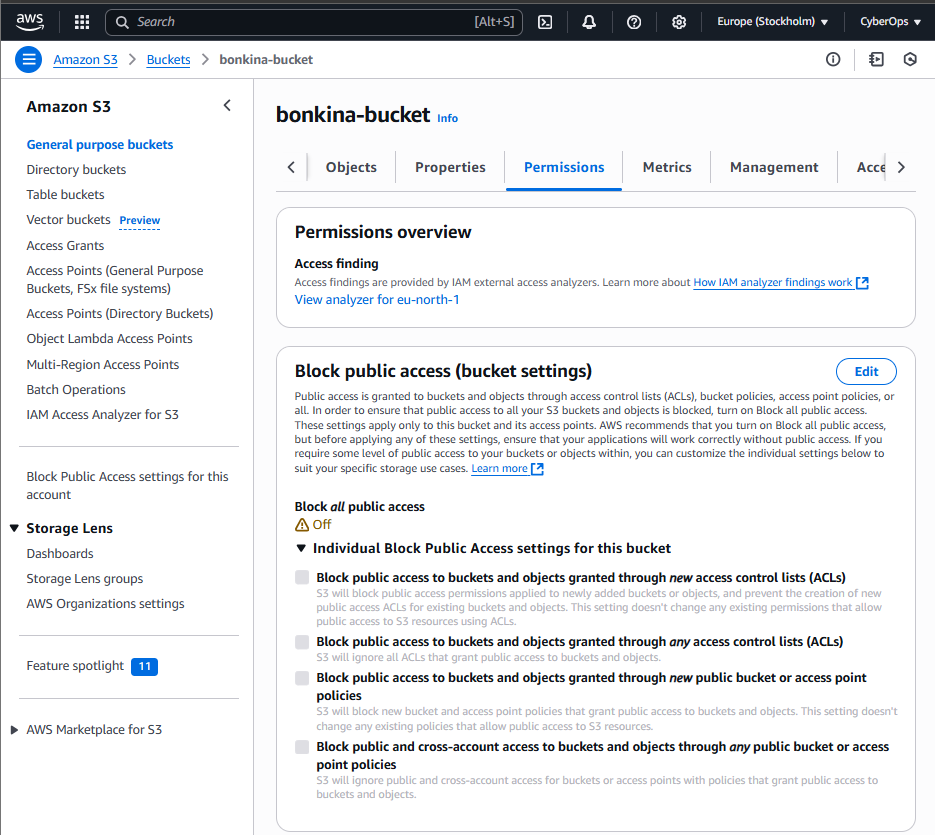 aws
Search [Alt+S]
Europe (Stockholm)
CyberOps
Amazon S3 > Buckets > bonkina-bucket
Amazon S3
General purpose buckets
Directory buckets
Table buckets
Vector buckets Preview
Access Grants
Access Points (General Purpose
Buckets, FSx file systems)
Access Points (Directory Buckets)
Object Lambda Access Points
Multi-Region Access Points
Batch Operations
IAM Access Analyzer for S3
Block Public Access settings for this
account
Storage Lens
Dashboards
Storage Lens groups
AWS Organizations settings
Feature spotlight 11
AWS Marketplace for S3
bonkina-bucket Info
Objects
Properties
Permissions
Metrics
Management
Acce
Permissions overview
Access finding
Access findings are provided by IAM external access analyzers. Learn more about How IAM analyzer findings work
View analyzer for eu-north-1
Block public access (bucket settings)
Edit
Public access is granted to buckets and objects through access control lists (ACLs), bucket policies, access point policies, or
all. In order to ensure that public access to all your S3 buckets and objects is blocked, turn on Block all public access.
These settings apply only to this bucket and its access points. AWS recommends that you turn on Block all public access,
but before applying any of these settings, ensure that your applications will work correctly without public access. If you
require some level of public access to your buckets or objects within, you can customize the individual settings below to
suit your specific storage use cases. Learn more
Block all public access
Off
Individual Block Public Access settings for this bucket
Block public access to buckets and objects granted through new access control lists (ACLs)
S3 will block public access permissions applied to newly added buckets or objects, and prevent the creation of new
public access ACLs for existing buckets and objects. This setting doesn't change any existing permissions that allow
public access to S3 resources using ACLs.
Block public access to buckets and objects granted through any access control lists (ACLs)
S3 will ignore all ACLs that grant public access to buckets and objects.
Block public access to buckets and objects granted through new public bucket or access point
policies
S3 will block new bucket and access point policies that grant public access to buckets and objects. This setting doesn't
change any existing policies that allow public access to S3 resources.
Block public and cross-account access to buckets and objects through any public bucket or access
point policies
S3 will ignore public and cross-account access for buckets or access points with policies that grant public access to
buckets and objects.